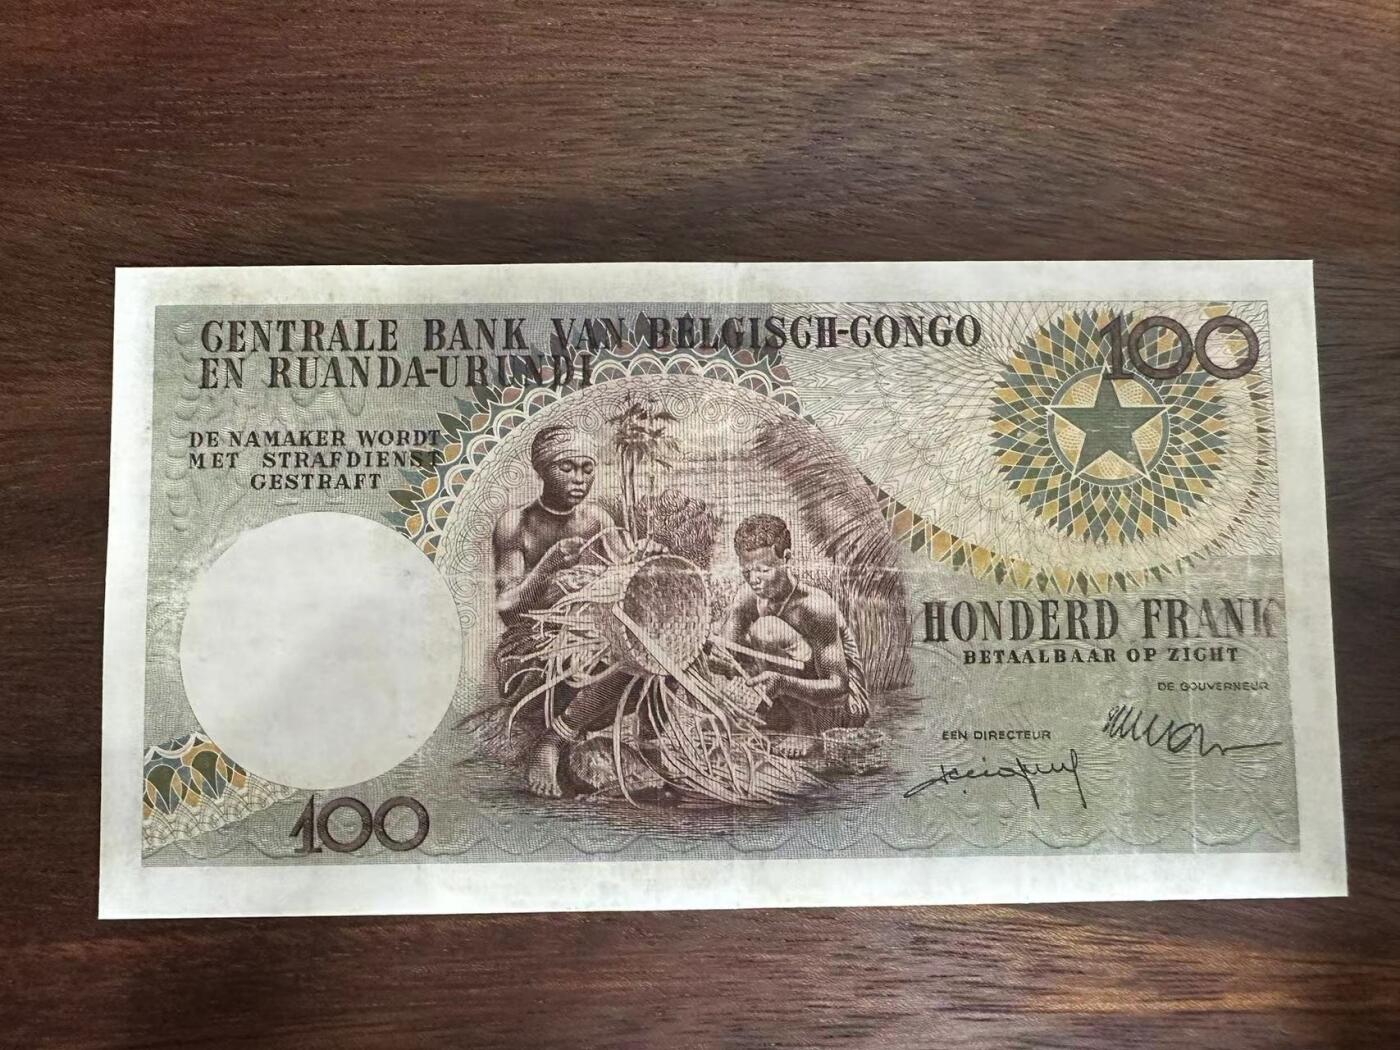 CENTRALE BANK VAN BELGISCH-CONGO
EN RUANDA-URUNDI
100
DE NAMAKER WORDT
MET STRAFDIENST
GESTRAFT
HONDERD FRANK
BETAALBAAR OP ZICHT
DE GOUVERNEUR
EEN DIRECTEUR
100